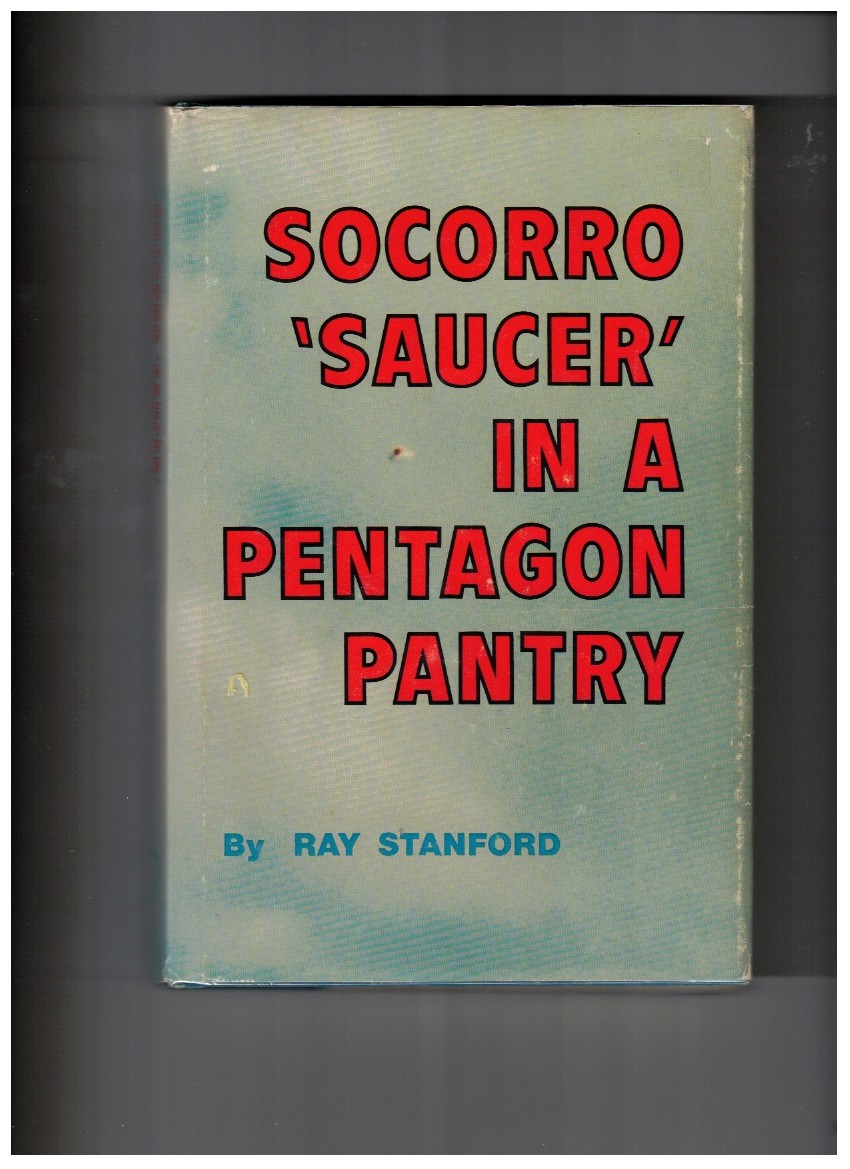 SOCORRO
'SAUCER'
IN A
PENTAGON
PANTRY
By RAY STANFORD